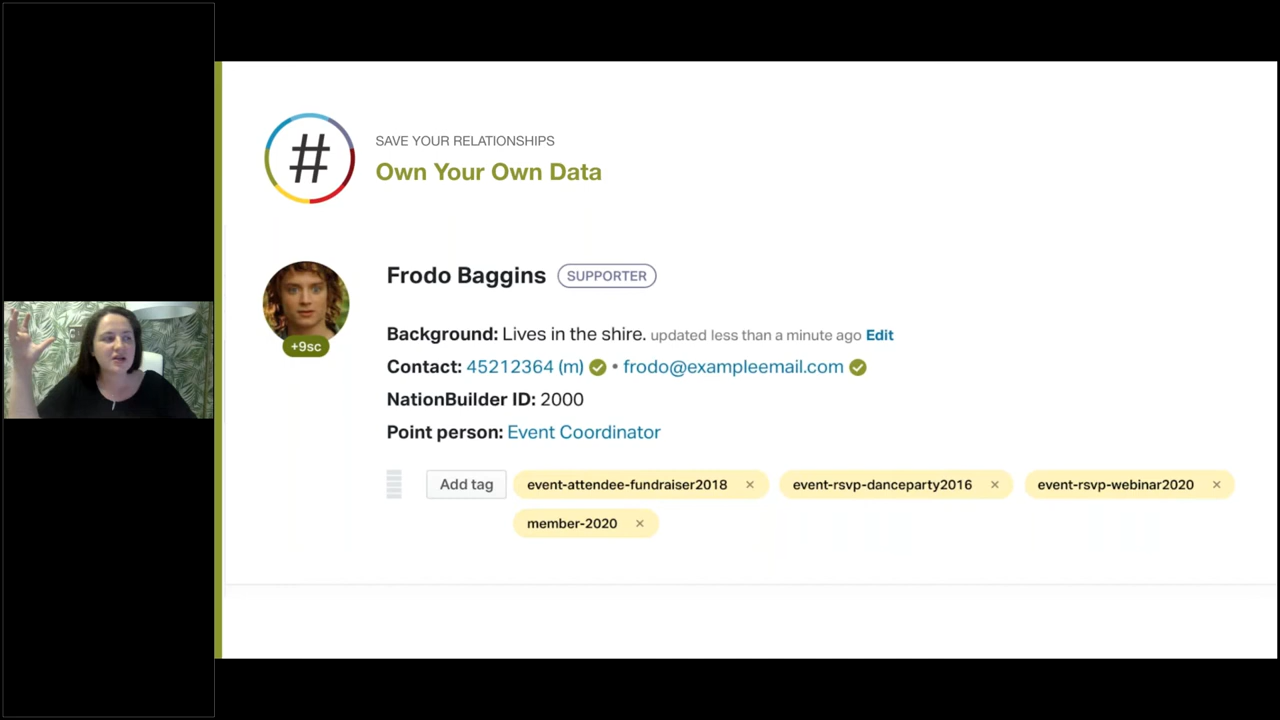 #
SAVE YOUR RELATIONSHIPS
Own Your Own Data
Frodo Baggins SUPPORTER
+9sc
Background: Lives in the shire. updated less than a minute ago Edit
Contact: 45212364 (m) • frodo@exampleemail.com
NationBuilder ID: 2000
Point person: Event Coordinator
Add tag event-attendee-fundraiser2018 × event-rsvp-danceparty2016 × event-rsvp-webinar2020 ×
member-2020 ×